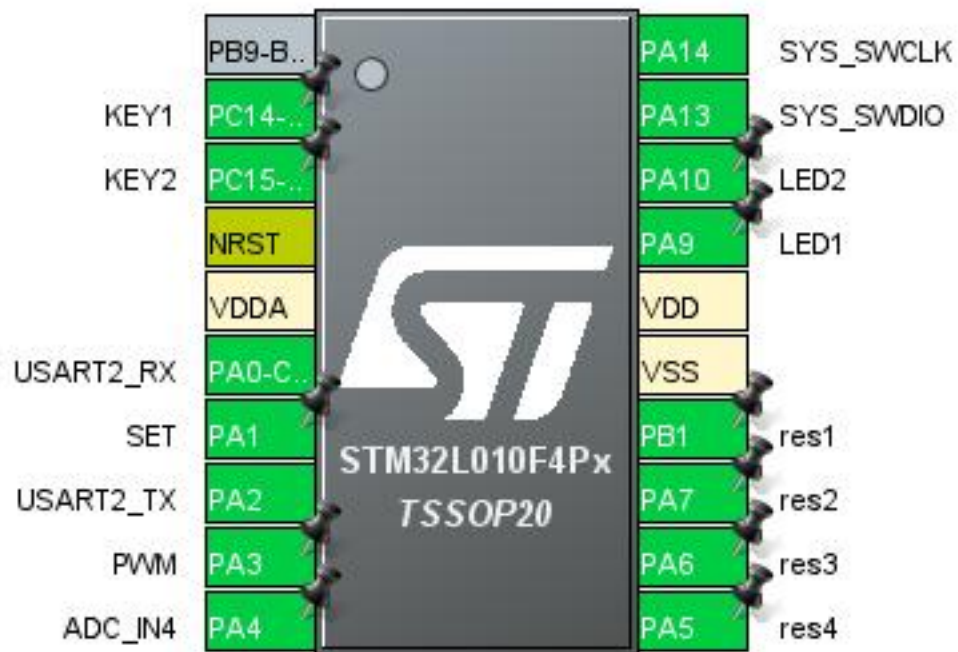 PB9-B.. PA14 SYS_SWCLK
KEY1 PC14-.. PA13 SYS_SWDIO
KEY2 PC15-.. PA10 LED2
NRST PA9 LED1
VDDA VDD
USART2_RX PA0-C.. VSS
SET PA1 PB1 res1
USART2_TX PA2 PA7 res2
PWM PA3 PA6 res3
ADC_IN4 PA4 PA5 res4
ST
STM32L010F4Px
TSSOP20